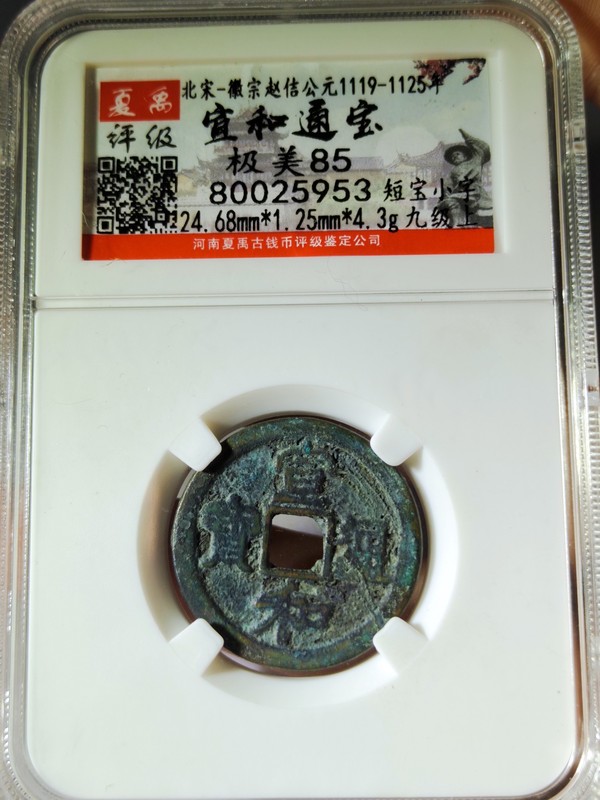 夏禹
评级
北宋-徽宗赵佶公元1119-1125年
宣和通宝
极美85
80025953 短宝小字
24.68mm*1.25mm*4.3g 九级上
河南夏禹古钱币评级鉴定公司
宣和通寳